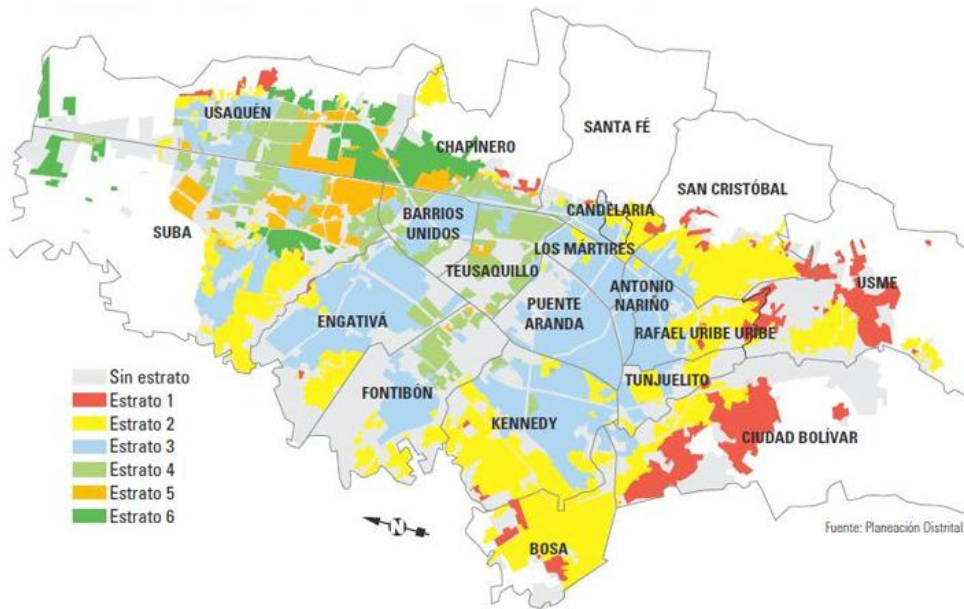 USAQUÉN
CHAPINERO
SANTA FÉ
SAN CRISTÓBAL
CANDELARIA
BARRIOS
UNIDOS
SUBA
LOS MÁRTIRES
TEUSAQUILLO
ANTONIO
NARIÑO
USME
PUENTE
ARANDA
ENGATIVÁ
RAFAEL URIBE URIBE
TUNJUELITO
FONTIBÓN
KENNEDY
CIUDAD BOLÍVAR
BOSA
Sin estrato
Estrato 1
Estrato 2
Estrato 3
Estrato 4
Estrato 5
Estrato 6
N
Fuente: Planeación Distrital